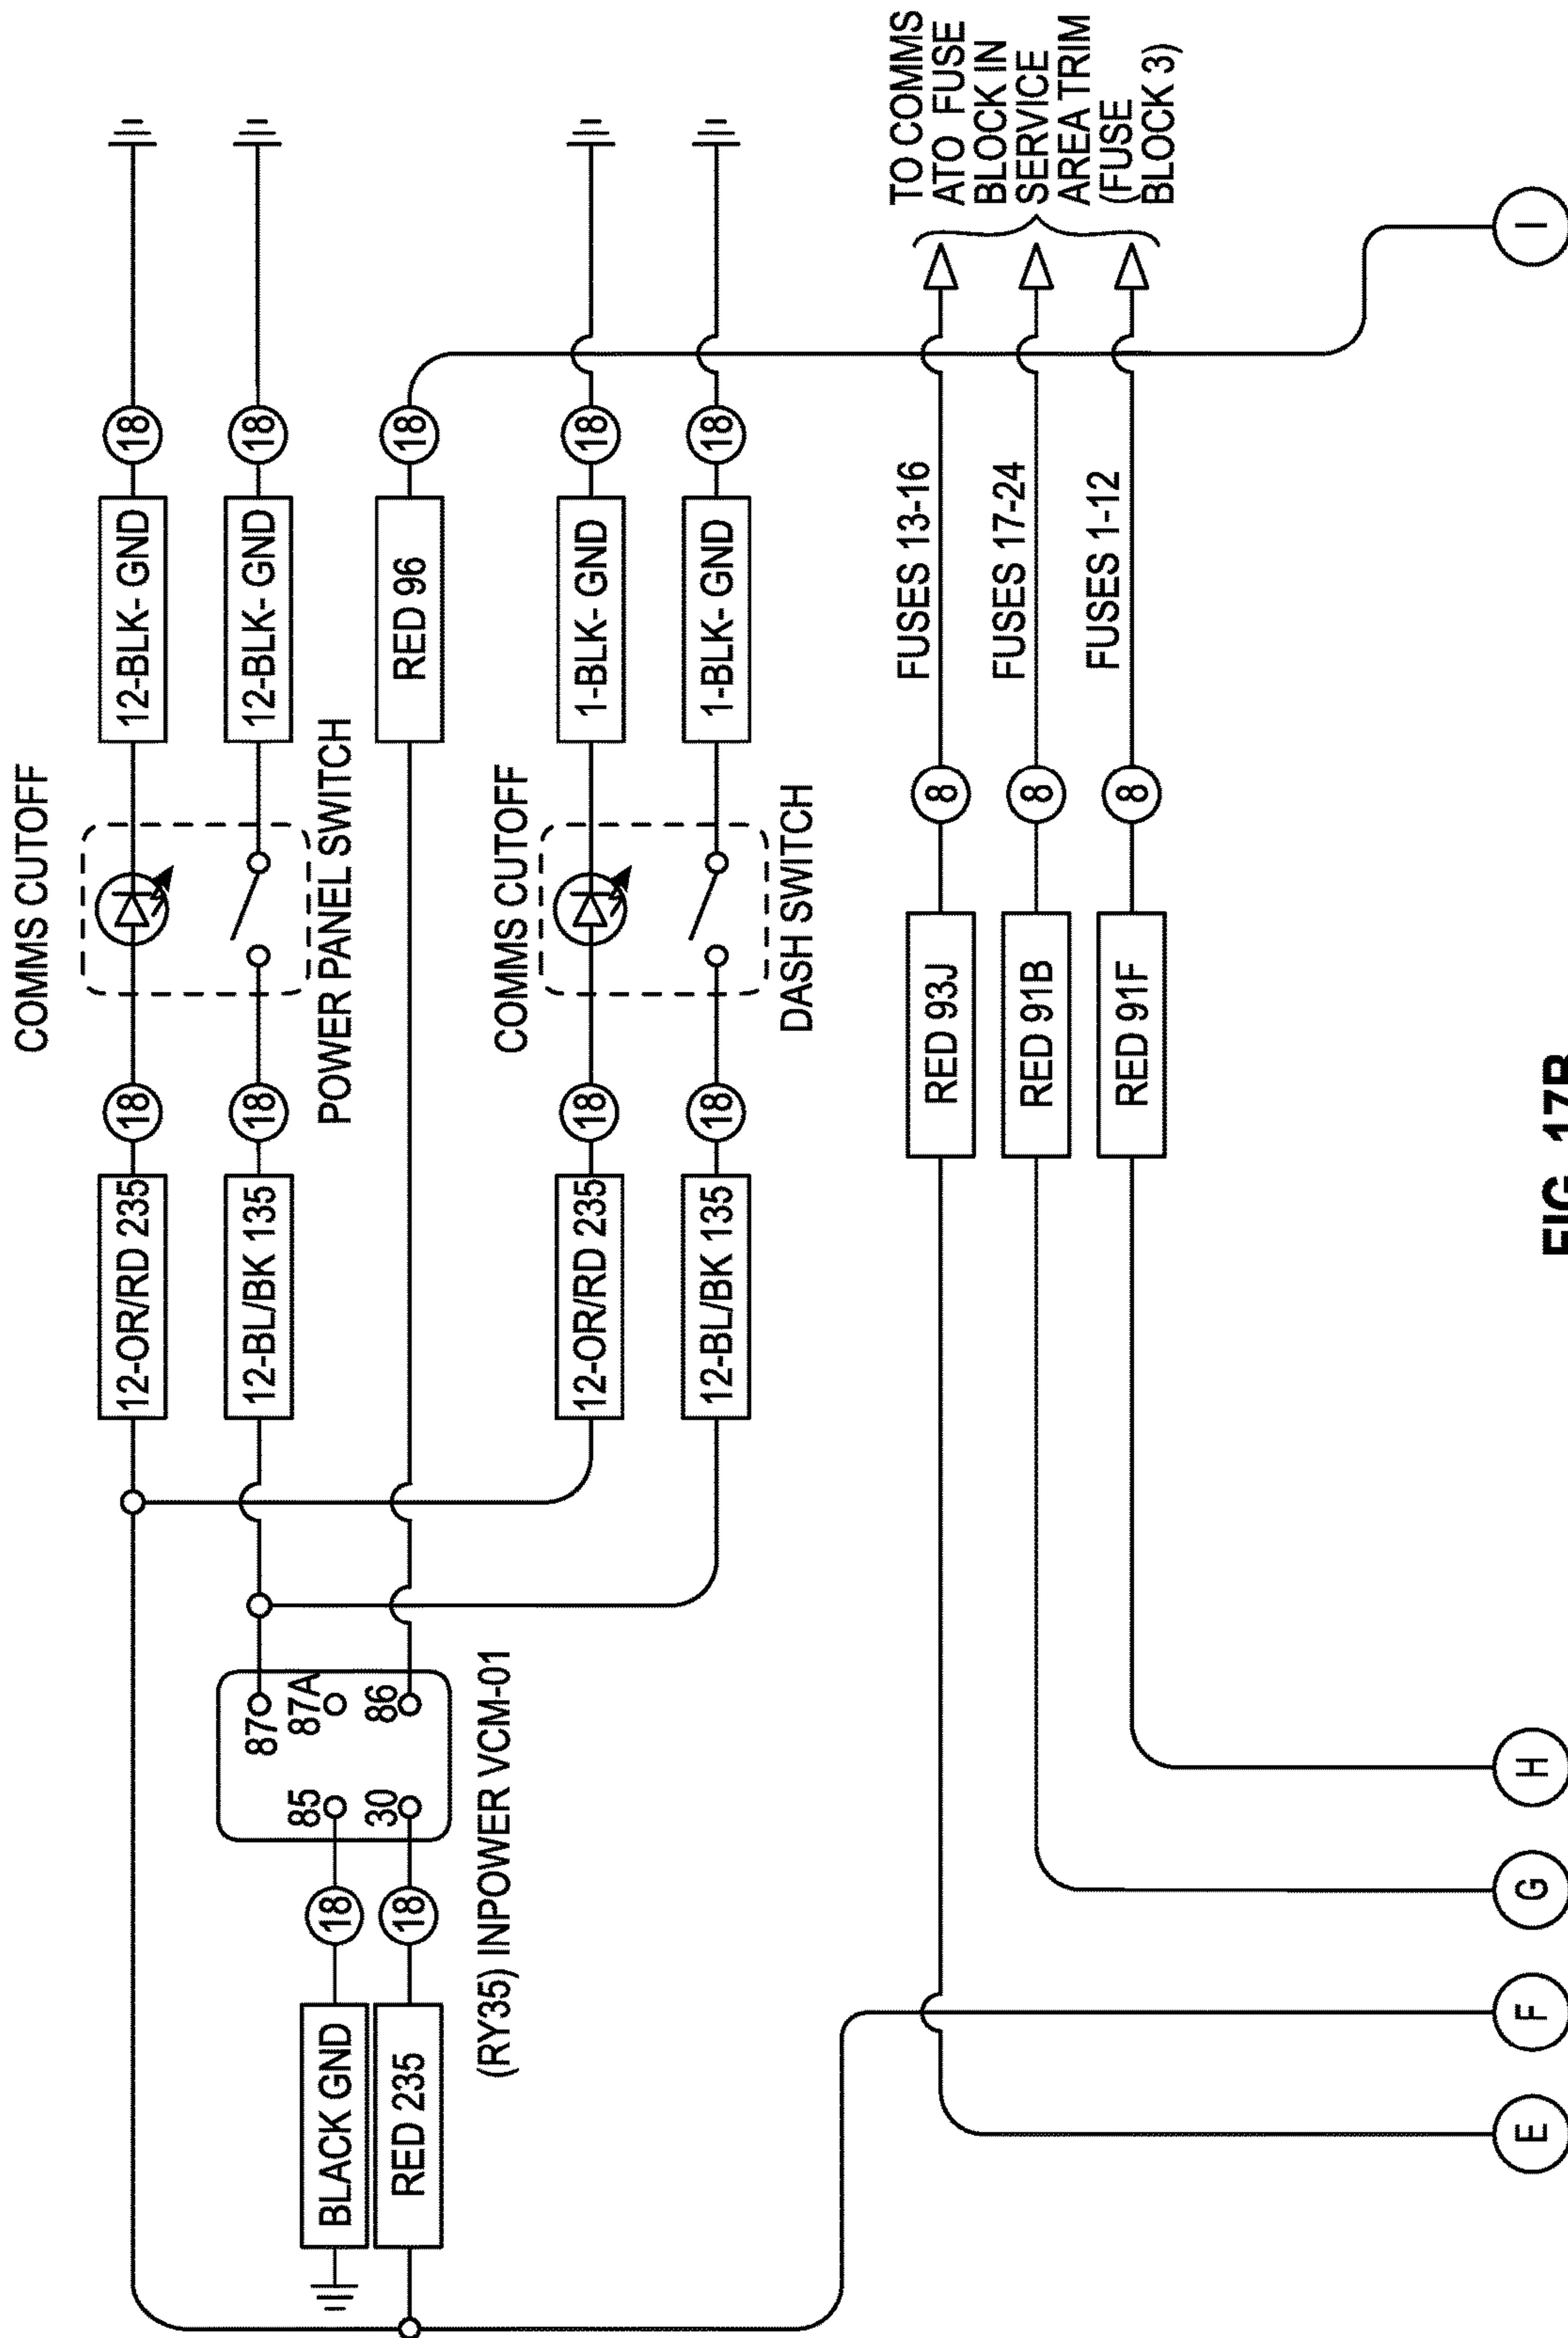 COMMS CUTOFF
12-OR/RD 235
18
18
12-BLK- GND
18
12-BL/BK 135
18
18
12-BLK- GND
18
POWER PANEL SWITCH
87
87A
86
85
30
BLACK GND
18
RED 235
18
RED 96
18
(RY35) INPOWER VCM-01
COMMS CUTOFF
12-OR/RD 235
18
1-BLK- GND
18
12-BL/BK 135
18
1-BLK- GND
18
DASH SWITCH
RED 93J
8
FUSES 13-16
RED 91B
8
FUSES 17-24
RED 91F
8
FUSES 1-12
TO COMMS
ATO FUSE
BLOCK IN
SERVICE
AREA TRIM
(FUSE
BLOCK 3)
E
F
G
H
I
FIG. 17B